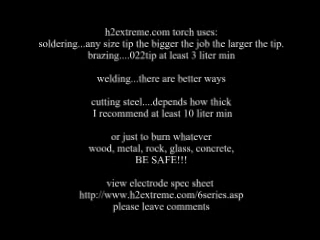 h2extreme.com torch uses:
soldering...any size tip the bigger the job the larger the tip.
brazing....022tip at least 3 liter min
welding...there are better ways
cutting steel....depends how thick
I recommend at least 10 liter min
or just to burn whatever
wood, metal, rock, glass, concrete,
BE SAFE!!!
view electrode spec sheet
http://www.h2extreme.com/6series.asp
please leave comments